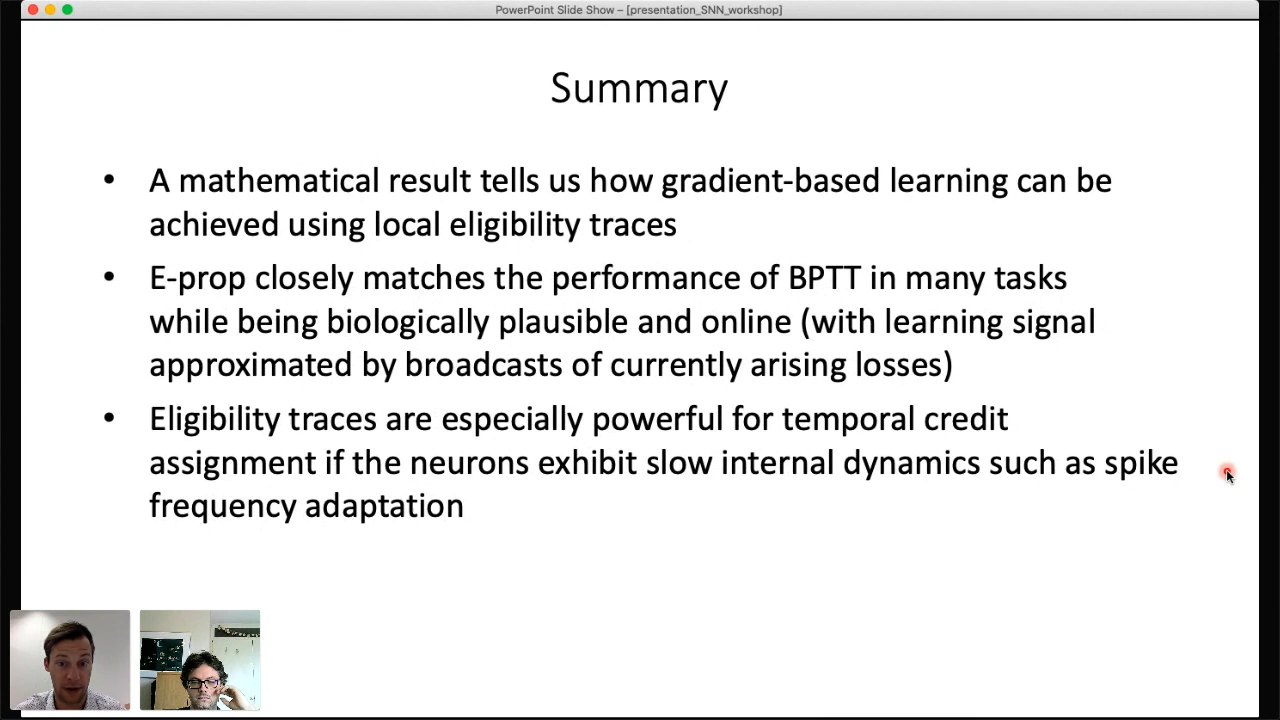 PowerPoint Slide Show – [presentation_SNN_workshop]
Summary
• A mathematical result tells us how gradient-based learning can be
achieved using local eligibility traces
• E-prop closely matches the performance of BPTT in many tasks
while being biologically plausible and online (with learning signal
approximated by broadcasts of currently arising losses)
• Eligibility traces are especially powerful for temporal credit
assignment if the neurons exhibit slow internal dynamics such as spike
frequency adaptation